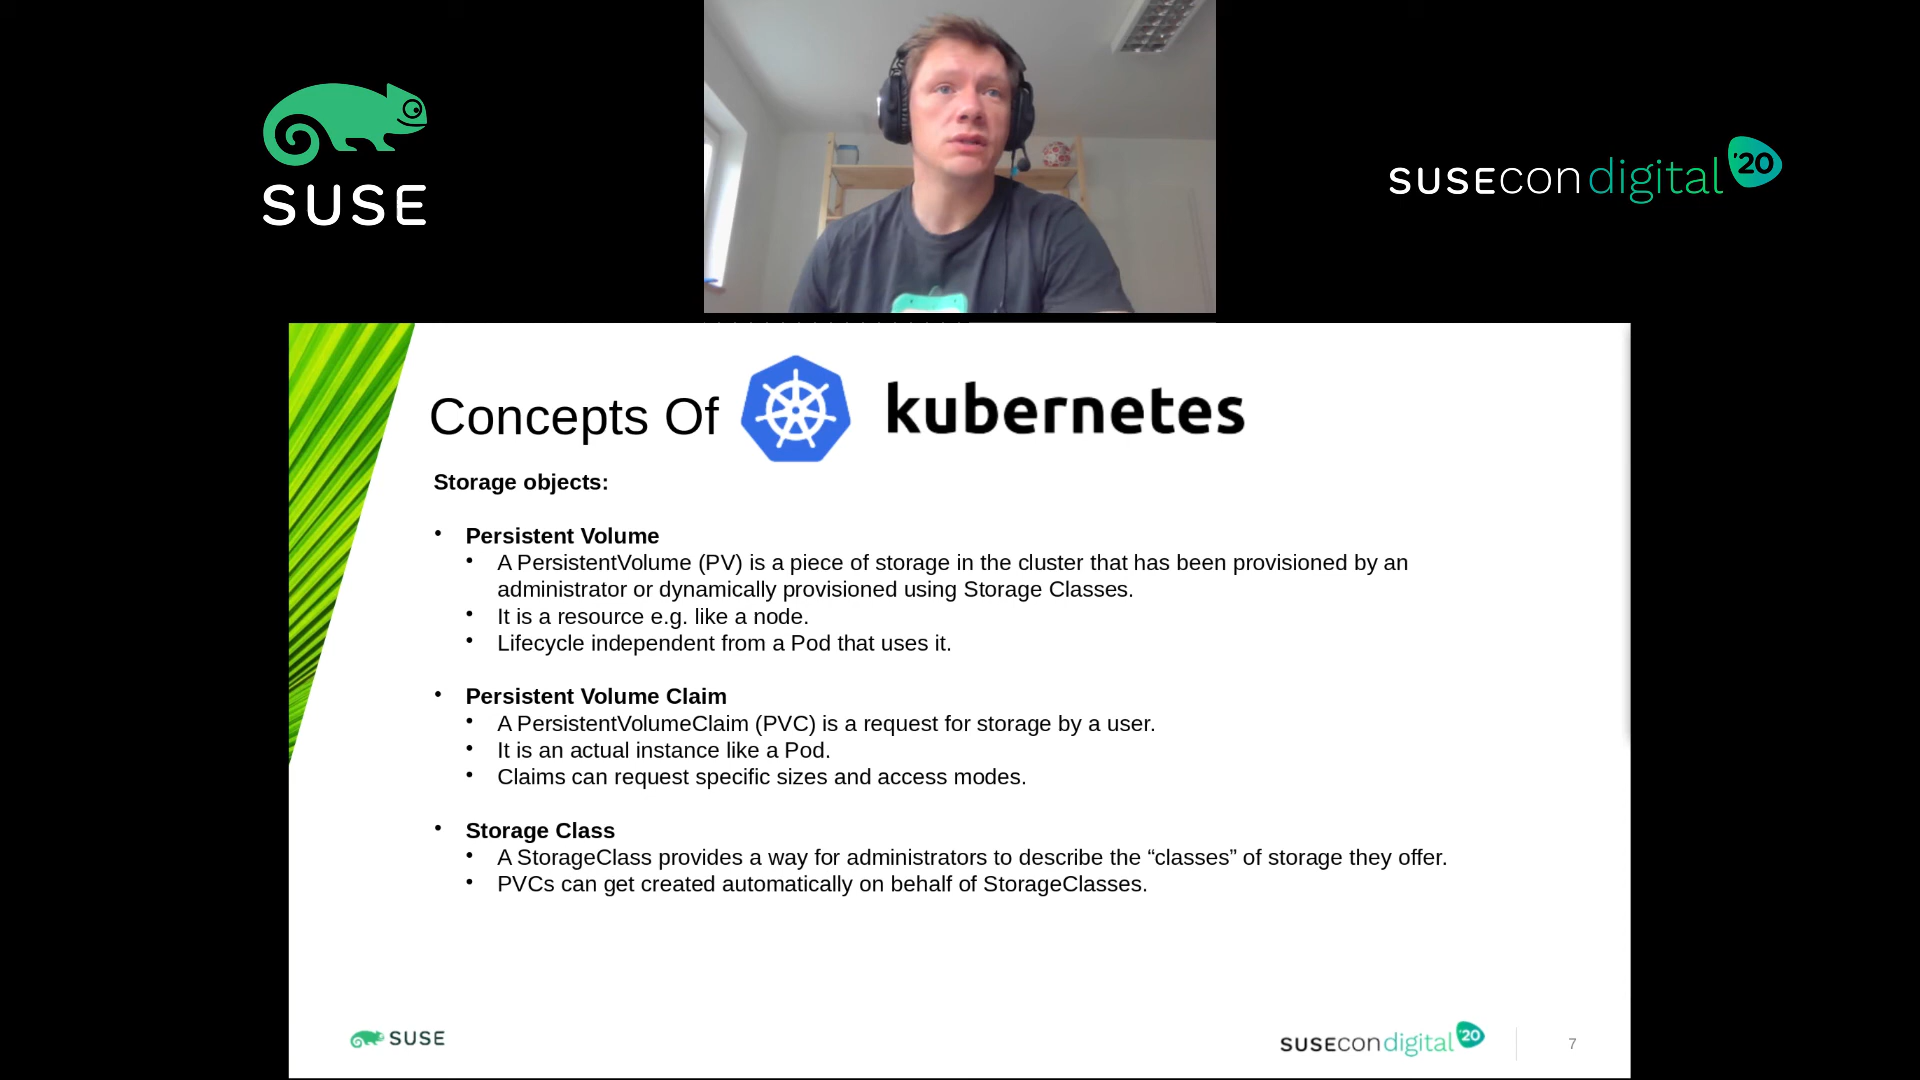 SUSE
SUSEcon digital '20
Concepts Of kubernetes
Storage objects:
• Persistent Volume
• A PersistentVolume (PV) is a piece of storage in the cluster that has been provisioned by an
administrator or dynamically provisioned using Storage Classes.
• It is a resource e.g. like a node.
• Lifecycle independent from a Pod that uses it.
• Persistent Volume Claim
• A PersistentVolumeClaim (PVC) is a request for storage by a user.
• It is an actual instance like a Pod.
• Claims can request specific sizes and access modes.
• Storage Class
• A StorageClass provides a way for administrators to describe the “classes” of storage they offer.
• PVCs can get created automatically on behalf of StorageClasses.
SUSE
SUSEcon digital '20
7